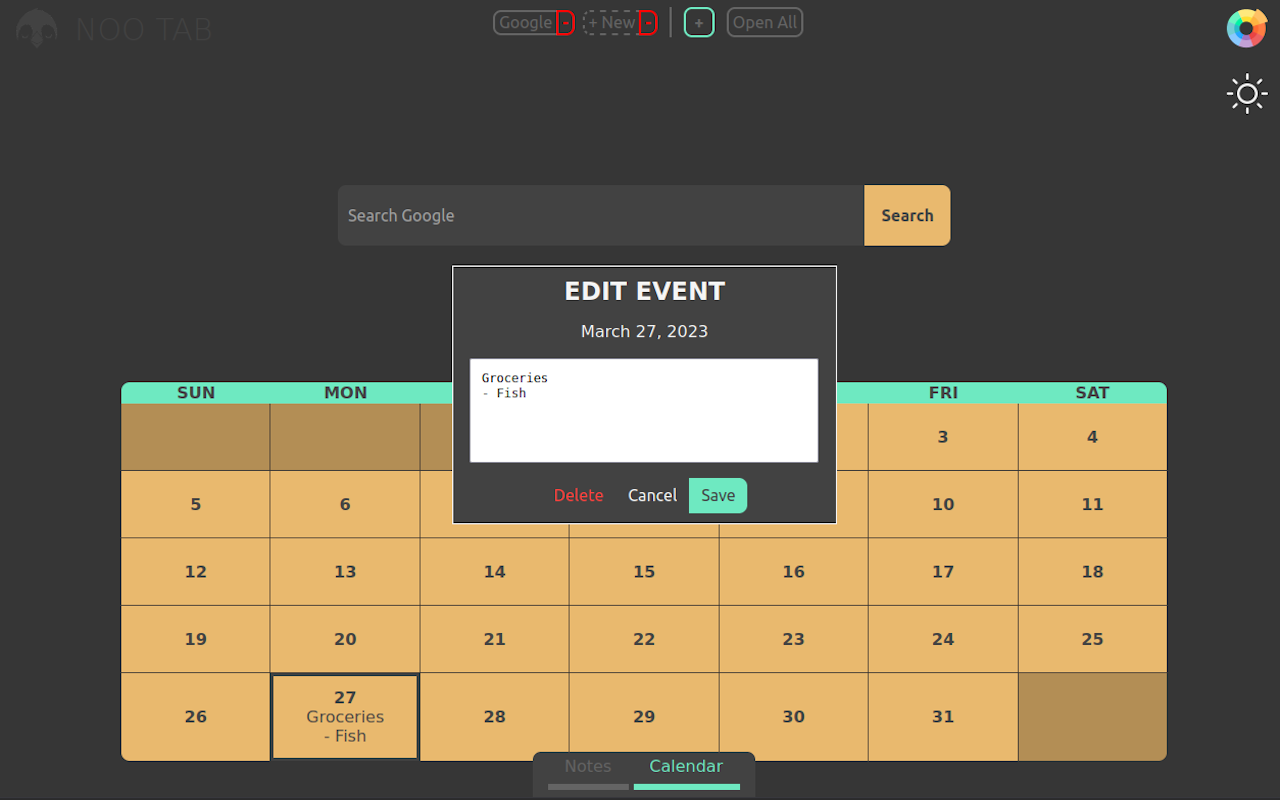 NOO TAB
Google - + New - + Open All
Search Google Search
EDIT EVENT
March 27, 2023
Groceries
- Fish
Delete Cancel Save
SUN MON FRI SAT
3 4
5 6 10 11
12 13 14 15 16 17 18
19 20 21 22 23 24 25
26 27 28 29 30 31
Groceries
- Fish
Notes Calendar